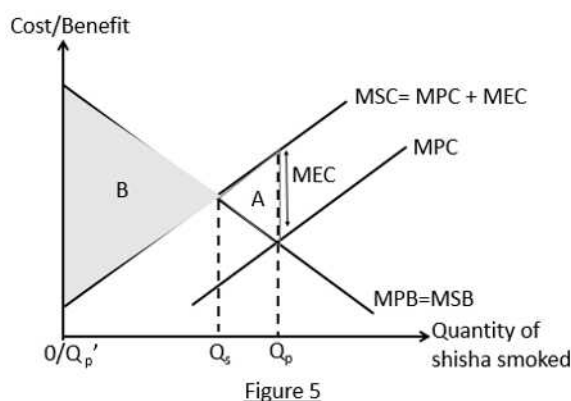 Cost/Benefit
MSC= MPC + MEC
MPC
MEC
B
A
MPB=MSB
0/Qp'
Qs
Qp
Quantity of
shisha smoked
Figure 5